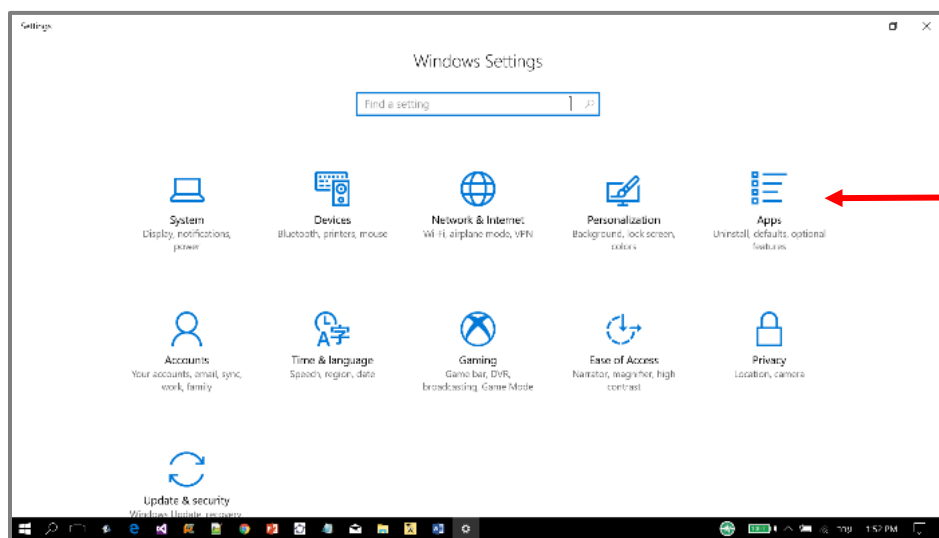 Settings
Windows Settings
Find a setting
System
Display, notifications,
power
Devices
Bluetooth, printers, mouse
Network & Internet
Wi-Fi, airplane mode, VPN
Personalization
Background, lock screen,
colors
Apps
Uninstall, defaults, optional
features
Accounts
Your accounts, email, sync,
work, family
Time & language
Speech, region, date
Gaming
Game bar, DVR,
broadcasting, Game Mode
Ease of Access
Narrator, magnifier, high
contrast
Privacy
Location, camera
Update & security
Windows Update, recovery
עבר 1:52 PM